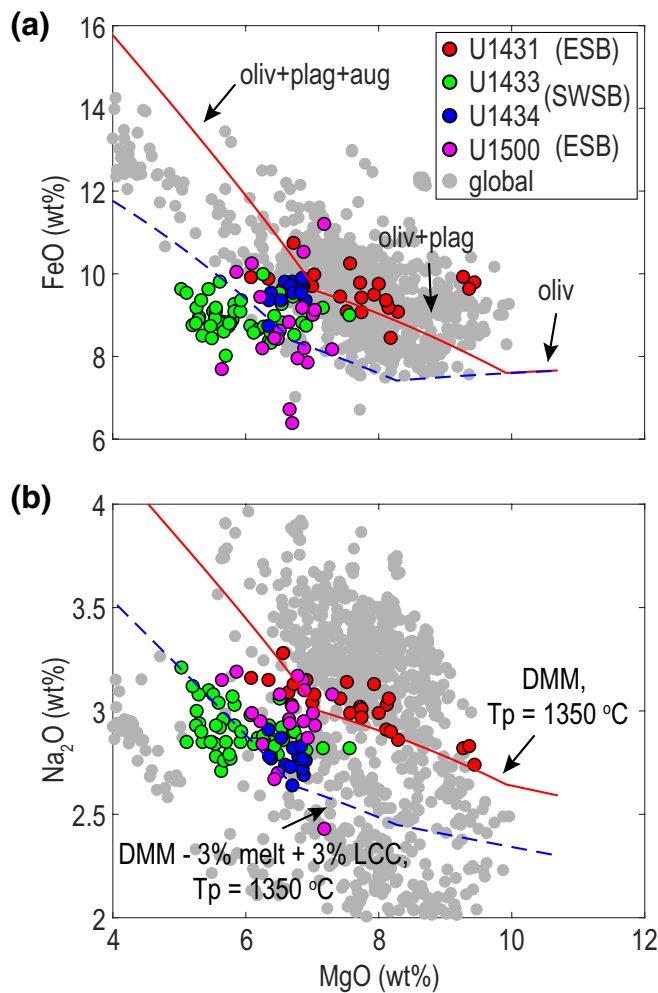 (a)
16
14
12
10
8
6
FeO (wt%)
oliv+plag+aug
U1431 (ESB)
U1433
(SWSB)
U1434
U1500 (ESB)
global
oliv+plag
oliv
(b)
4
3.5
3
2.5
2
Na₂O (wt%)
DMM,
Tp = 1350 ºC
DMM - 3% melt + 3% LCC,
Tp = 1350 ºC
4
6
8
10
12
MgO (wt%)